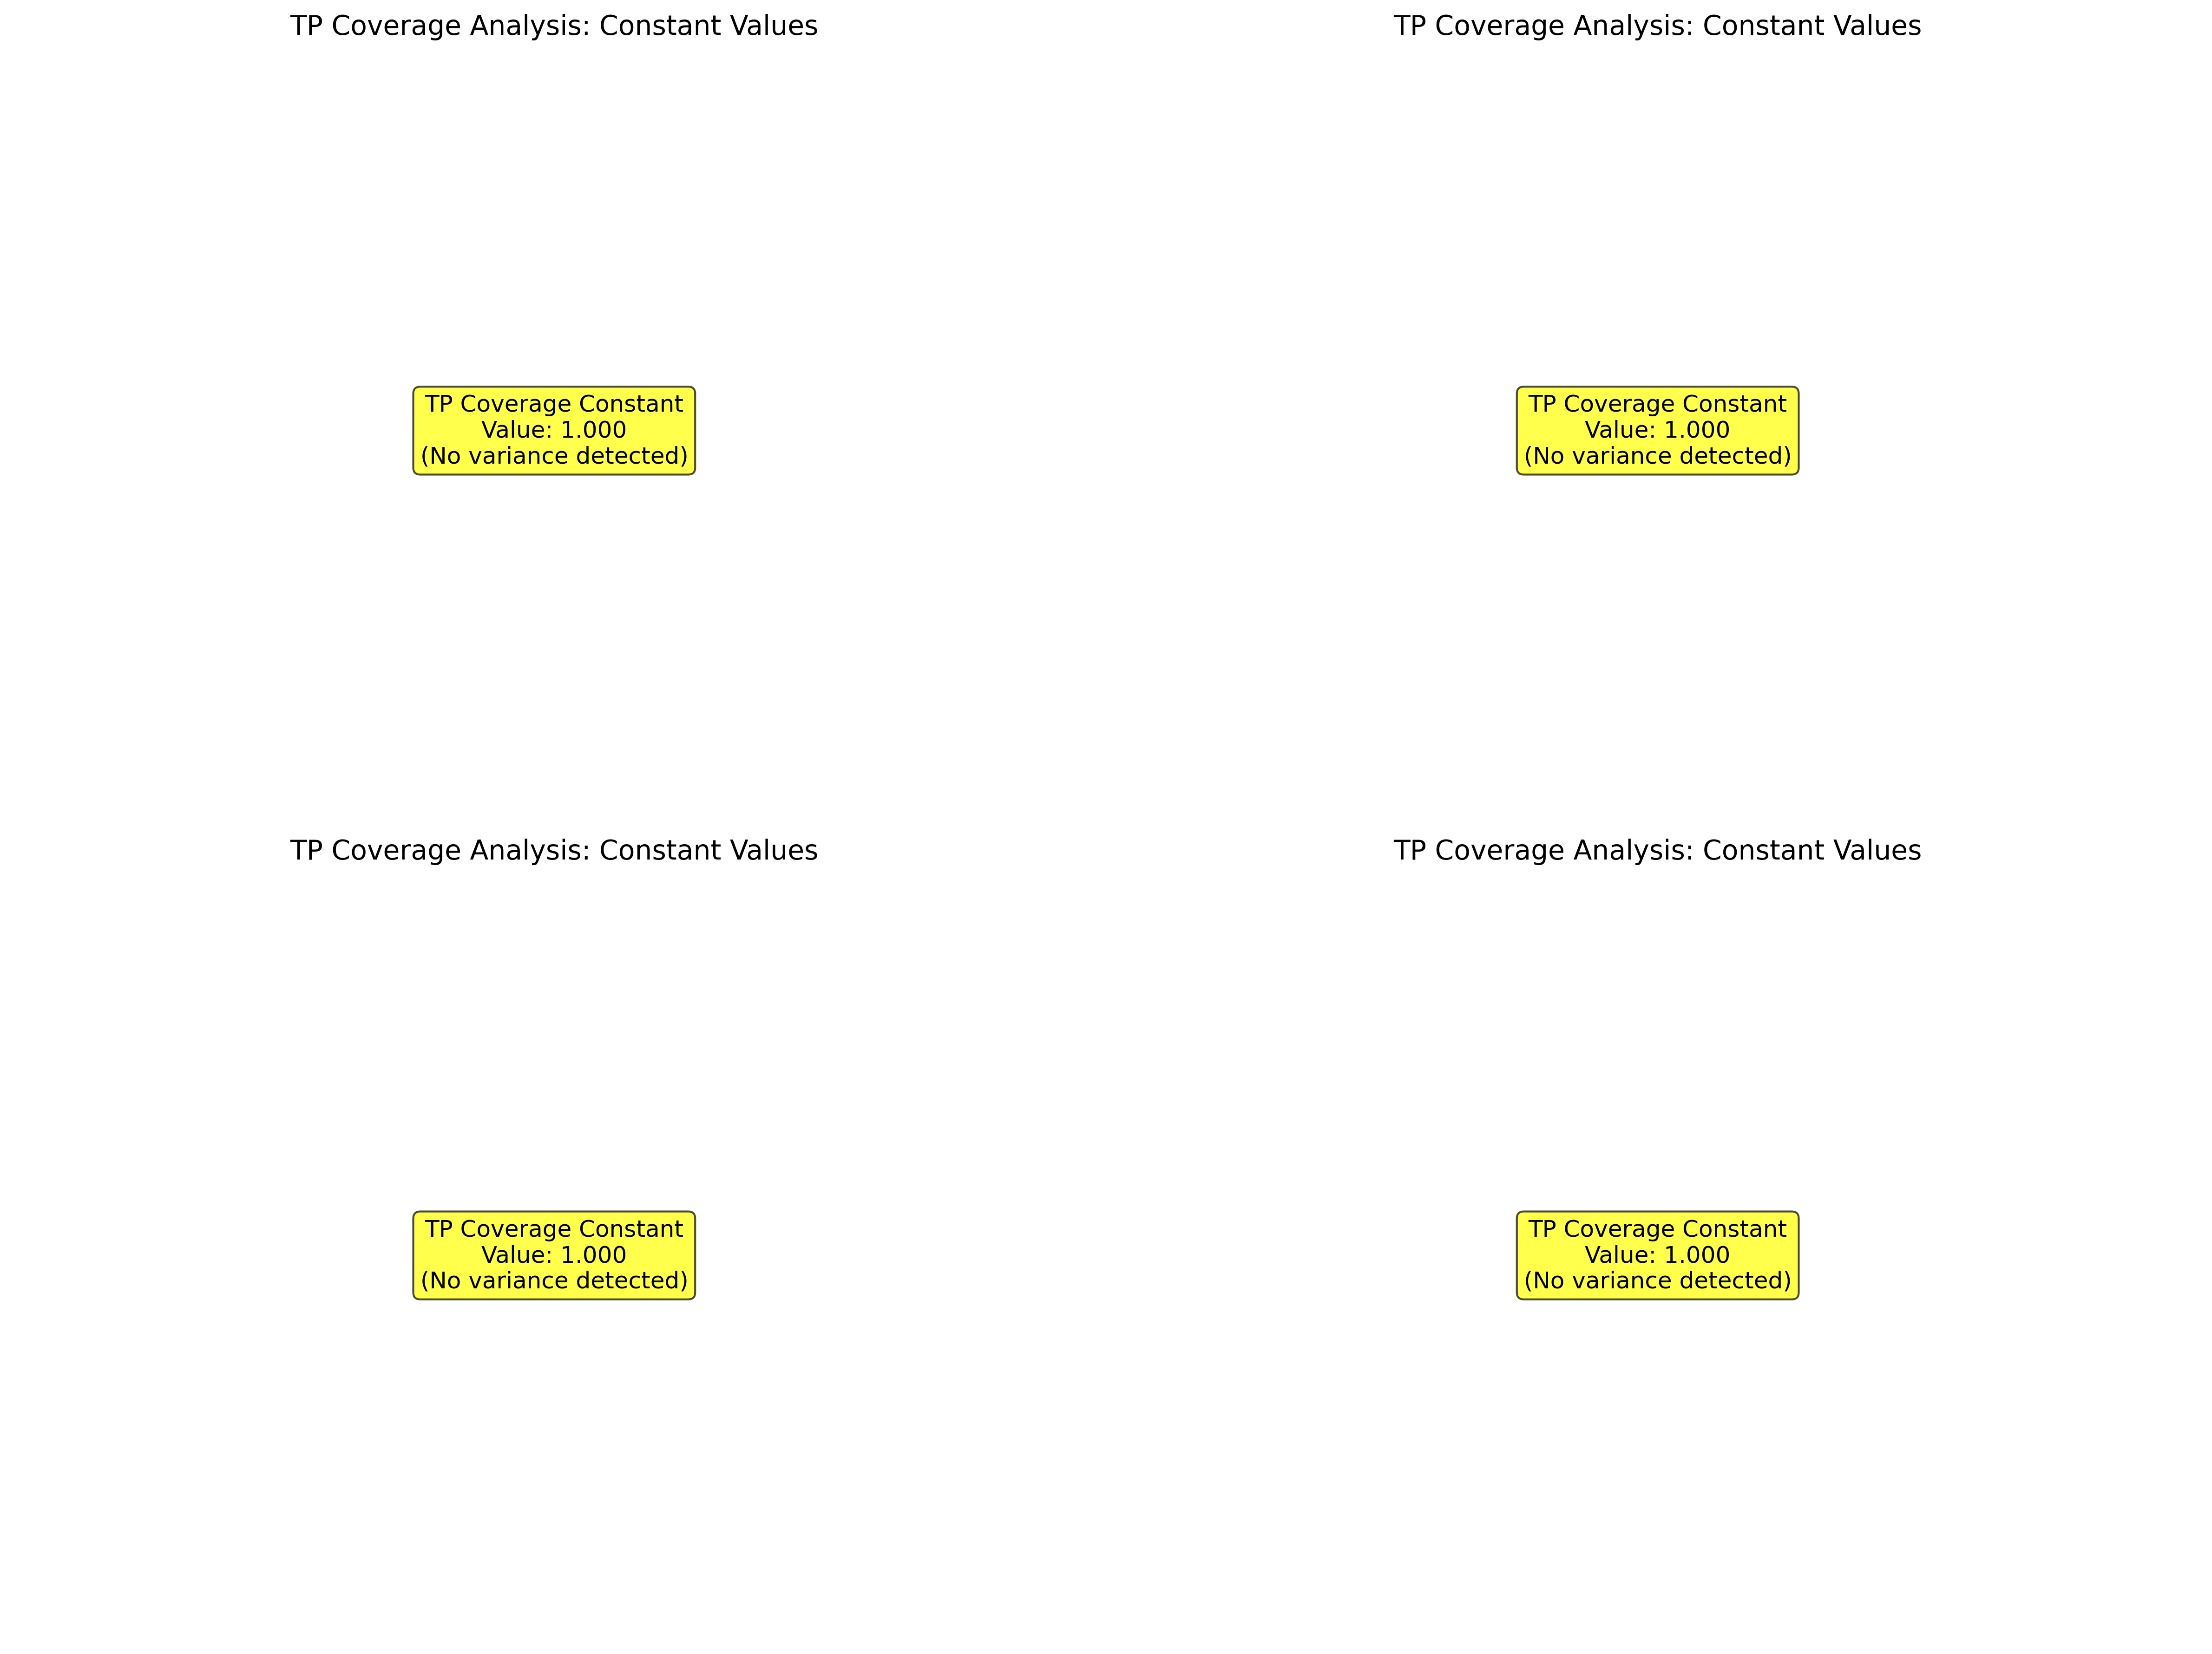 TP Coverage Analysis: Constant Values
TP Coverage Constant
Value: 1.000
(No variance detected)
TP Coverage Analysis: Constant Values
TP Coverage Constant
Value: 1.000
(No variance detected)
TP Coverage Analysis: Constant Values
TP Coverage Constant
Value: 1.000
(No variance detected)
TP Coverage Analysis: Constant Values
TP Coverage Constant
Value: 1.000
(No variance detected)